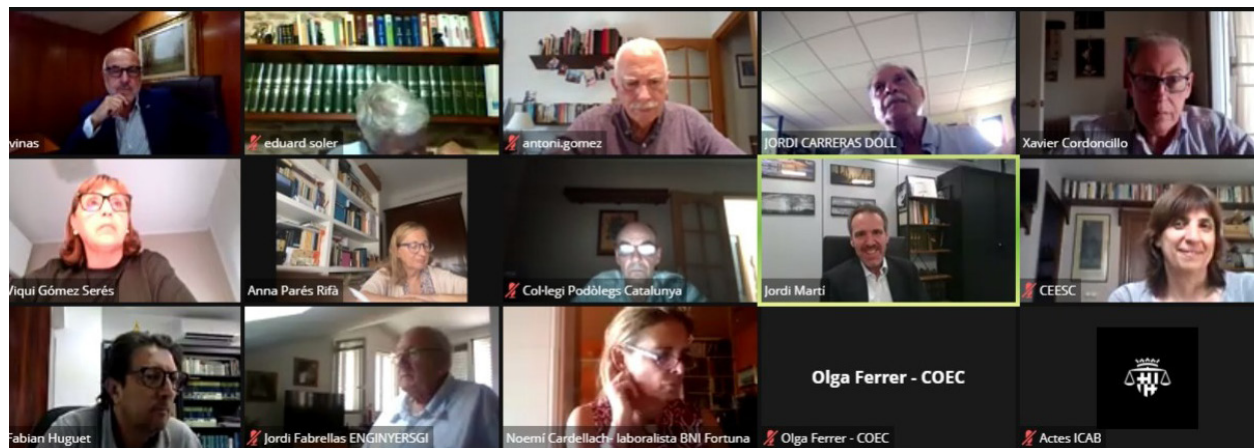 vinas
eduard soler
antoni.gomez
JORDI CARRERAS DOLL
Xavier Cordoncillo
Viqui Gómez Serés
Anna Parés Rifà
Col·legi Podòlegs Catalunya
Jordi Martí
CEESC
Fabian Huguet
Jordi Fabrellas ENGINYERSGI
Noemí Cardellach- laboralista BNI Fortuna
Olga Ferrer - COEC
Olga Ferrer - COEC
Actes ICAB